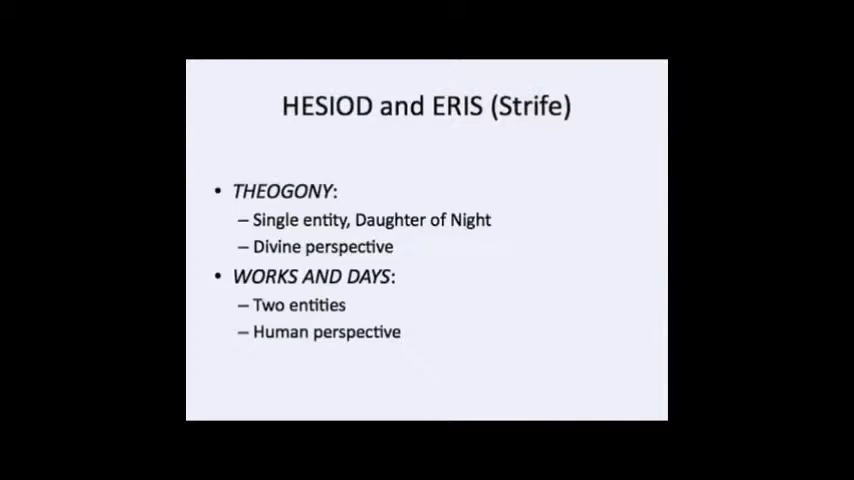 HESIOD and ERIS (Strife)
• THEOGONY:
– Single entity, Daughter of Night
– Divine perspective
• WORKS AND DAYS:
– Two entities
– Human perspective